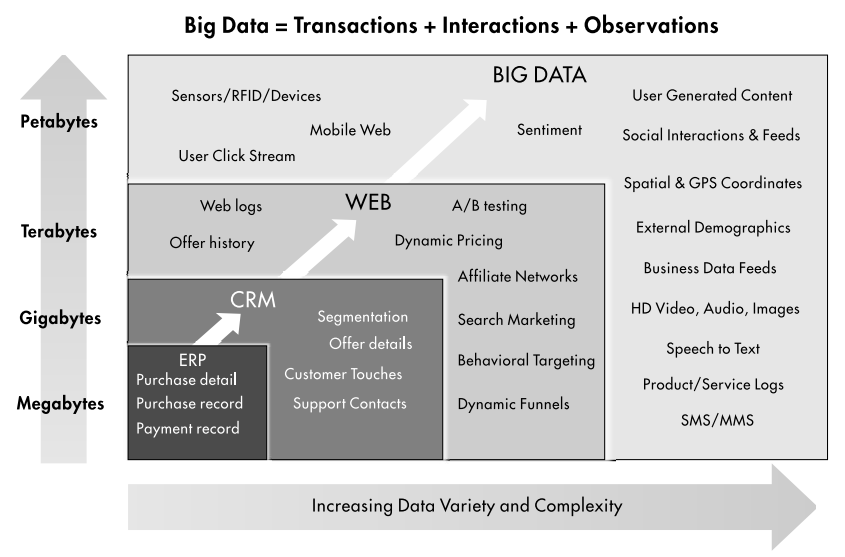 Big Data = Transactions + Interactions + Observations
Petabytes
Terabytes
Gigabytes
Megabytes
BIG DATA
Sensors/RFID/Devices
Mobile Web
User Click Stream
Sentiment
User Generated Content
Social Interactions & Feeds
Spatial & GPS Coordinates
External Demographics
Business Data Feeds
HD Video, Audio, Images
Speech to Text
Product/Service Logs
SMS/MMS
WEB
Web logs
Offer history
A/B testing
Dynamic Pricing
Affiliate Networks
Search Marketing
Behavioral Targeting
Dynamic Funnels
CRM
Segmentation
Offer details
Customer Touches
Support Contacts
ERP
Purchase detail
Purchase record
Payment record
Increasing Data Variety and Complexity